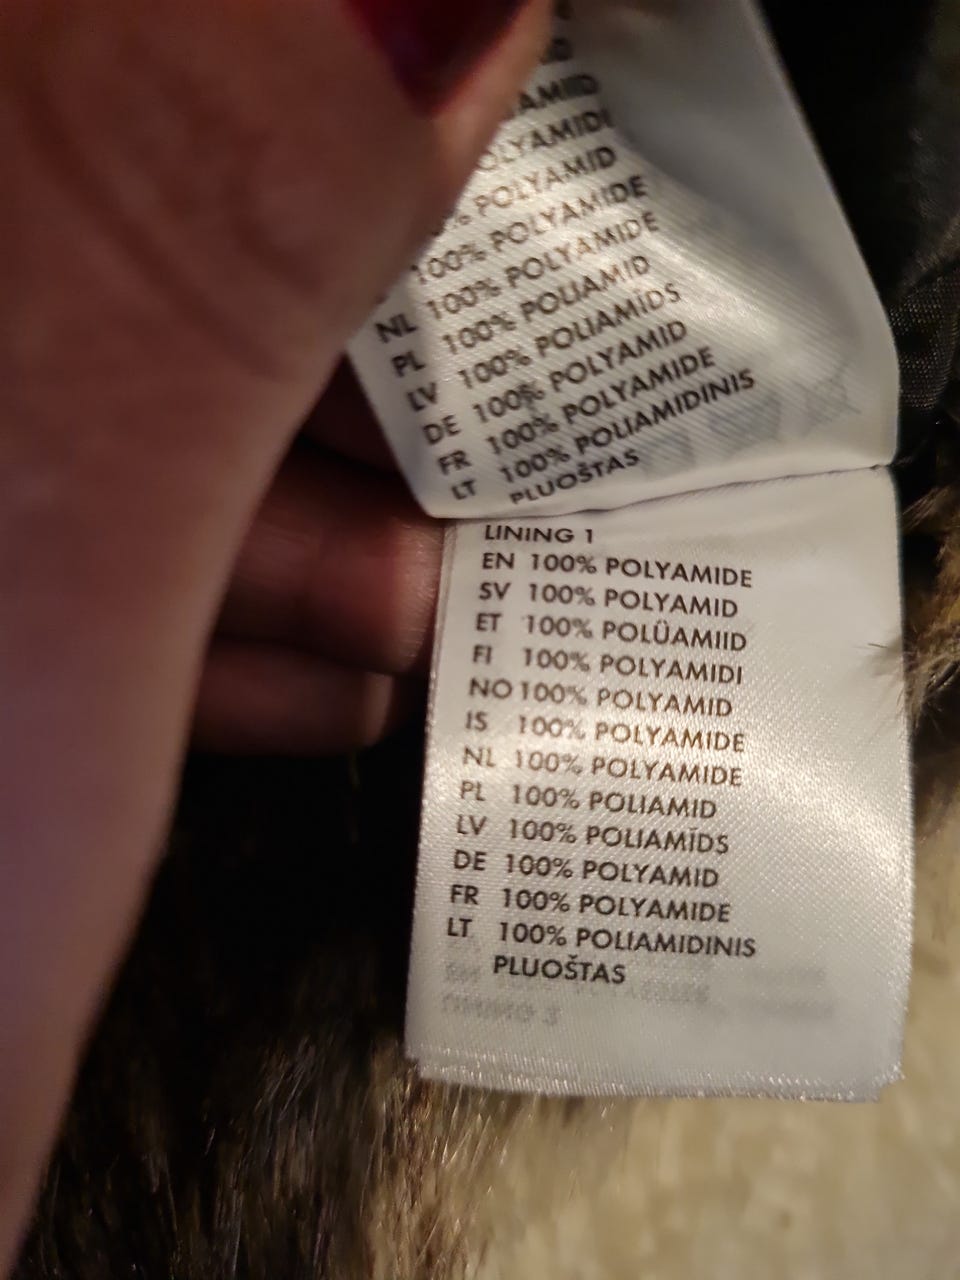 AMIID
OLYAMIDI
% POLYAMID
100% POLYAMIDE
NL 100% POLYAMIDE
PL 100% POLIAMID
LV 100% POLIAMĪDS
DE 100% POLYAMID
FR 100% POLYAMIDE
LT 100% POLIAMIDINIS
PLUOŠTAS
LINING 1
EN 100% POLYAMIDE
SV 100% POLYAMID
ET 100% POLÜAMIID
FI 100% POLYAMIDI
NO 100% POLYAMID
IS 100% POLYAMIDE
NL 100% POLYAMIDE
PL 100% POLIAMID
LV 100% POLIAMĪDS
DE 100% POLYAMID
FR 100% POLYAMIDE
LT 100% POLIAMIDINIS
PLUOŠTAS